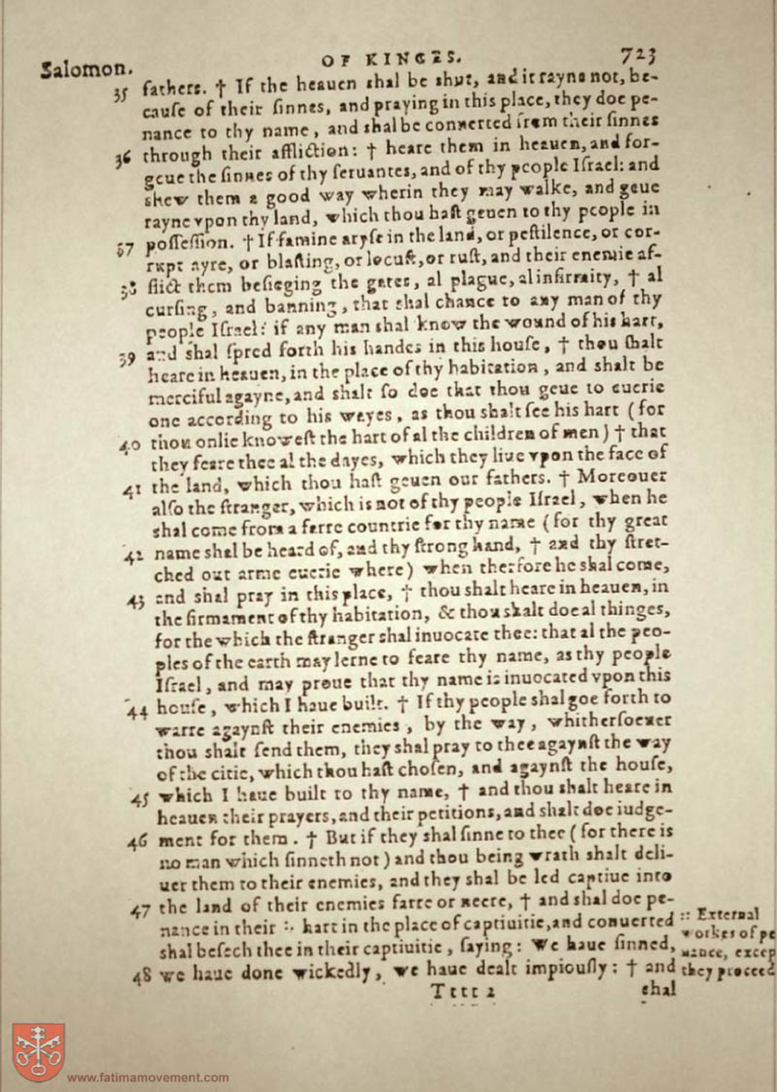 Salomon. OF KINGES. 723
35 fathers. † If the heauen shal be shut, and it rayne not, be-
cause of their sinnes, and praying in this place, they doe pe-
nance to thy name, and shal be conuerted from their sinnes
36 through their affliction: † heare them in heauen, and for-
geue the sinnes of thy seruantes, and of thy people Israel: and
shew them a good way wherin they may walke, and geue
rayne vpon thy land, which thou hast geuen to thy people in
37 possession. † If famine aryse in the land, or pestilence, or cor-
rupt ayre, or blasting, or locust, or rust, and their enemie af-
38 flict them besieging the gates, al plague, al infirmity, † al
cursing, and banning, that shal chance to any man of thy
people Israel: if any man shal know the wound of his hart,
39 and shal spred forth his handes in this house, † thou shalt
heare in heauen, in the place of thy habitation, and shalt be
merciful agayne, and shalt so doe that thou geue to euerie
one according to his wayes, as thou shalt see his hart (for
40 thou onlie knowest the hart of al the children of men) † that
they feare thee al the dayes, which they liue vpon the face of
41 the land, which thou hast geuen our fathers. † Moreouer
also the stranger, which is not of thy people Israel, when he
shal come from a farre countrie for thy name (for thy great
42 name shal be heard of, and thy strong hand, † and thy stret-
ched out arme euerie where) when therfore he shal come,
43 and shal pray in this place, † thou shalt heare in heauen, in
the firmament of thy habitation, & thou shalt doe al thinges,
for the which the stranger shal inuocate thee: that al the peo-
ples of the earth may lerne to feare thy name, as thy people
Israel, and may proue that thy name is inuocated vpon this
44 house, which I haue built. † If thy people shal goe forth to
warre agaynst their enemies, by the way, whithersoeuer
thou shalt send them, they shal pray to thee agaynst the way
of the citie, which thou hast chosen, and agaynst the house,
45 which I haue built to thy name, † and thou shalt heare in
heauen their prayers, and their petitions, and shalt doe iudge-
46 ment for them. † But if they shal sinne to thee (for there is
no man which sinneth not) and thou being wrath shalt deli-
uer them to their enemies, and they shal be led captiue into
47 the land of their enemies farre or neere, † and shal doe pe-
nance in their :: hart in the place of captiuitie, and conuerted
shal besech thee in their captiuitie, saying: We haue sinned,
48 we haue done wickedly, we haue dealt impiously: † and
:: External
workes of pe
nance, excep
they proceed
Tttt 2 shal
www.fatimamovement.com